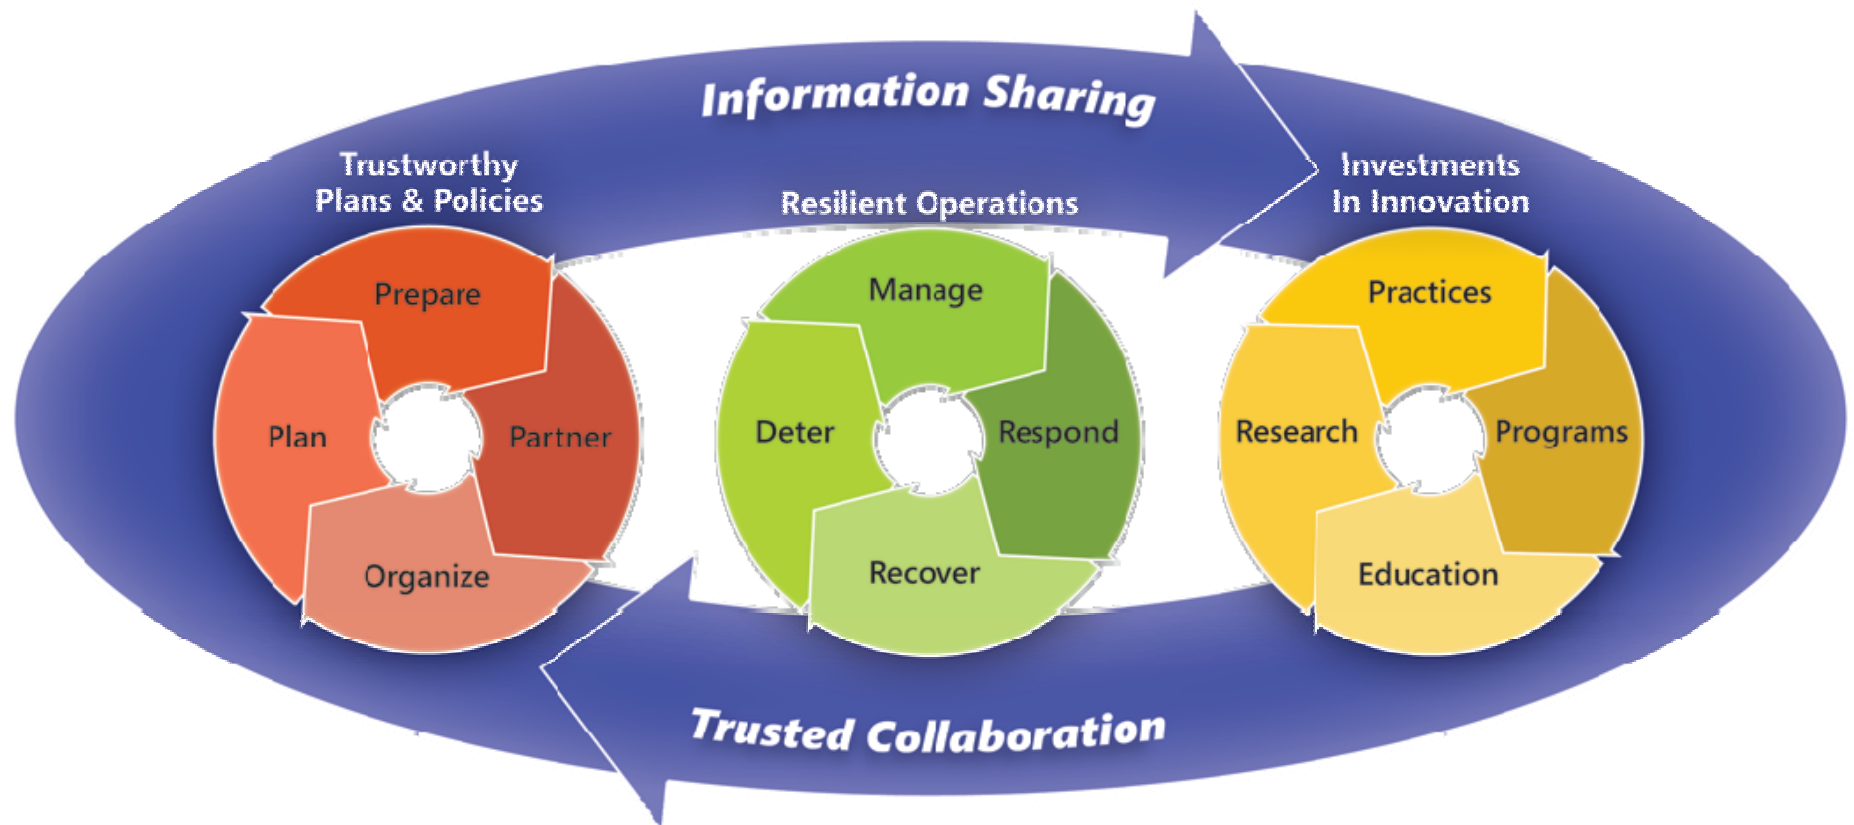 Information Sharing
Trustworthy
Plans & Policies
Prepare
Plan
Partner
Organize
Resilient Operations
Manage
Deter
Respond
Recover
Investments
In Innovation
Practices
Research
Programs
Education
Trusted Collaboration